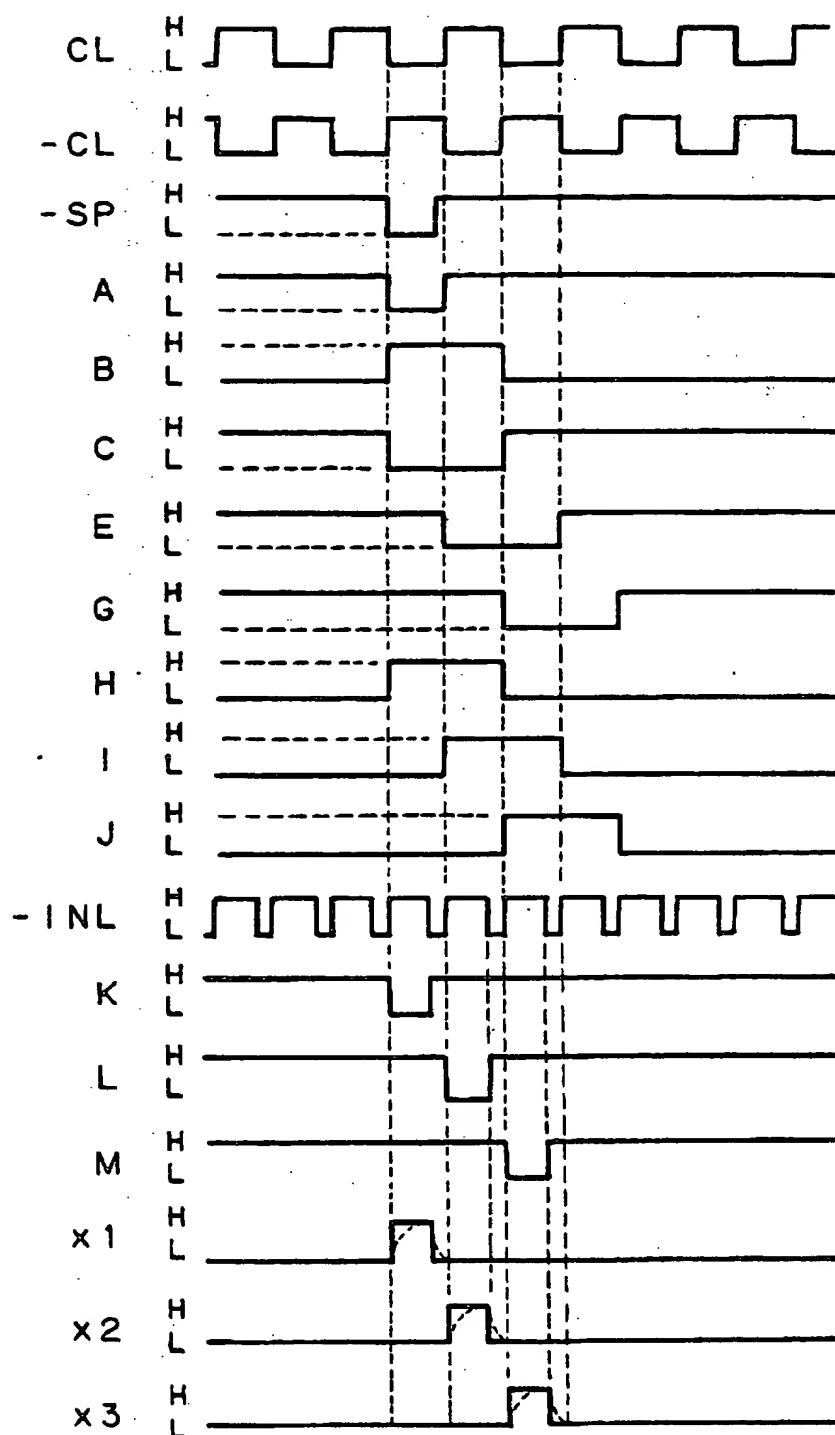 CL H
L
-CL H
L
-SP H
L
A H
L
B H
L
C H
L
E H
L
G H
L
H H
L
I H
L
J H
L
-INL H
L
K H
L
L H
L
M H
L
x1 H
L
x2 H
L
x3 H
L